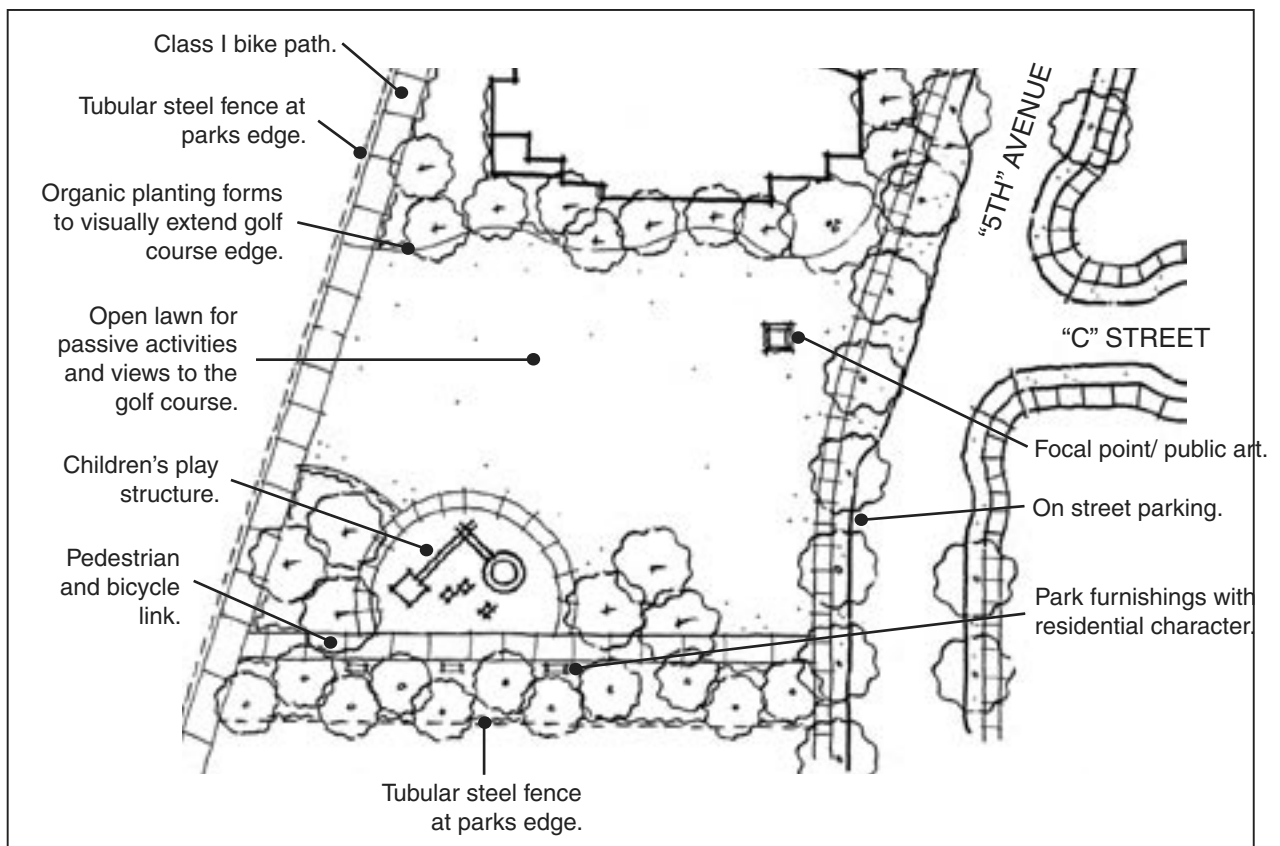 Class I bike path.
Tubular steel fence at
parks edge.
Organic planting forms
to visually extend golf
course edge.
Open lawn for
passive activities
and views to the
golf course.
Children’s play
structure.
Pedestrian
and bicycle
link.
Tubular steel fence
at parks edge.
“5TH” AVENUE
“C” STREET
Focal point/ public art.
On street parking.
Park furnishings with
residential character.